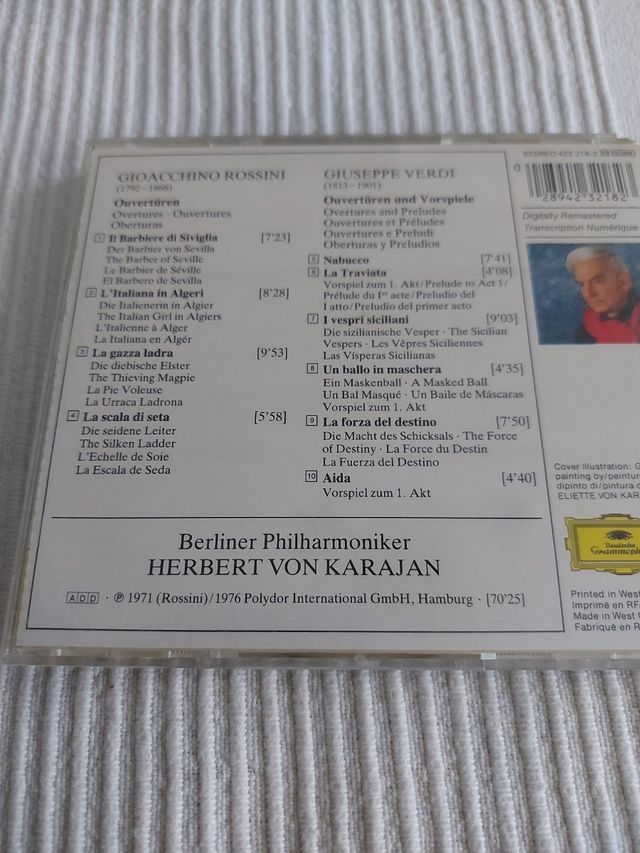 GIOACCHINO ROSSINI
(1792–1868)
Ouvertüren
Overtures · Ouvertures
Oberturas
1 Il Barbiere di Siviglia [7'23]
Der Barbier von Sevilla
The Barber of Seville
Le Barbier de Séville
El Barbero de Sevilla
2 L'Italiana in Algeri [8'28]
Die Italienerin in Algier
The Italian Girl in Algiers
L'Italienne à Alger
La Italiana en Algér
3 La gazza ladra [9'53]
Die diebische Elster
The Thieving Magpie
La Pie Voleuse
La Urraca Ladrona
4 La scala di seta [5'58]
Die seidene Leiter
The Silken Ladder
L'Echelle de Soie
La Escala de Seda
GIUSEPPE VERDI
(1813–1901)
Ouvertüren und Vorspiele
Overtures and Preludes
Ouvertures et Préludes
Ouverture e Preludi
Oberturas y Preludios
5 Nabucco [7'41]
6 La Traviata [4'08]
Vorspiel zum 1. Akt/Prelude to Act 1/
Prélude du 1er acte/Preludio del
I atto/Preludio del primer acto
7 I vespri siciliani [9'03]
Die sizilianische Vesper · The Sicilian
Vespers · Les Vêpres Siciliennes
Las Vísperas Sicilianas
8 Un ballo in maschera [4'35]
Ein Maskenball · A Masked Ball
Un Bal Masqué · Un Baile de Máscaras
Vorspiel zum 1. Akt
9 La forza del destino [7'50]
Die Macht des Schicksals · The Force
of Destiny · La Force du Destin
La Fuerza del Destino
10 Aida [4'40]
Vorspiel zum 1. Akt
Berliner Philharmoniker
HERBERT VON KARAJAN
ADD · ℗ 1971 (Rossini)/1976 Polydor International GmbH, Hamburg · [70'25]
STEREO 423 218-2
0 28942 32182
Digitally Remastered
Transcription Numérique
Cover Illustration: G
painting by/peinture
dipinto di/pintura d
ELIETTE VON KAR
Deutsche
Grammoph
Printed in West
Imprimé en RF
Made in West G
Fabriqué en R